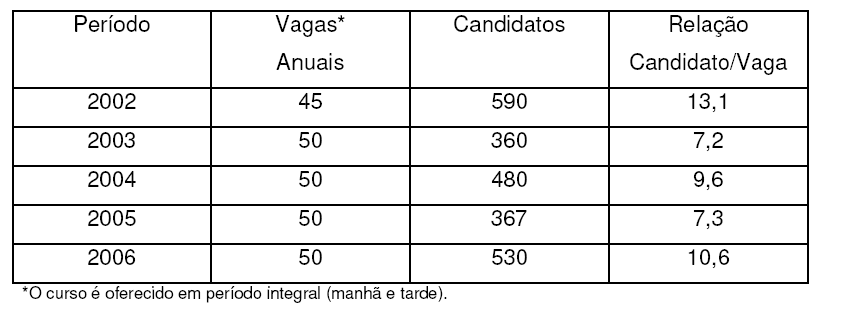 Período Vagas* Candidatos Relação
Anuais Candidato/Vaga
2002 45 590 13,1
2003 50 360 7,2
2004 50 480 9,6
2005 50 367 7,3
2006 50 530 10,6
*O curso é oferecido em período integral (manhã e tarde).